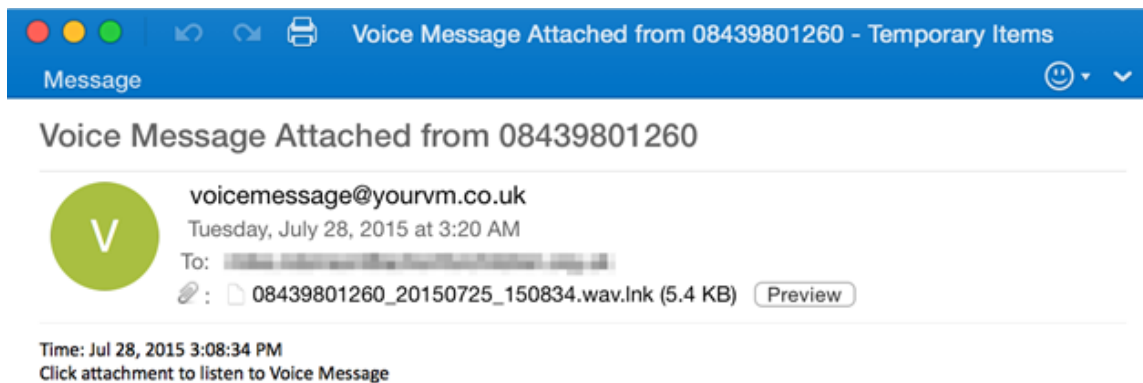 Voice Message Attached from 08439801260 - Temporary Items
Message
Voice Message Attached from 08439801260
V
voicemessage@yourvm.co.uk
Tuesday, July 28, 2015 at 3:20 AM
To:
: 08439801260_20150725_150834.wav.lnk (5.4 KB) Preview
Time: Jul 28, 2015 3:08:34 PM
Click attachment to listen to Voice Message